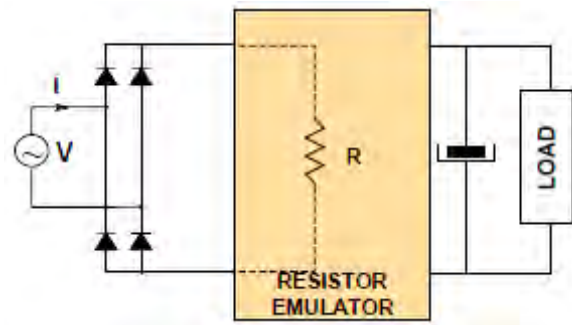 i
V
R
RESISTOR
EMULATOR
LOAD